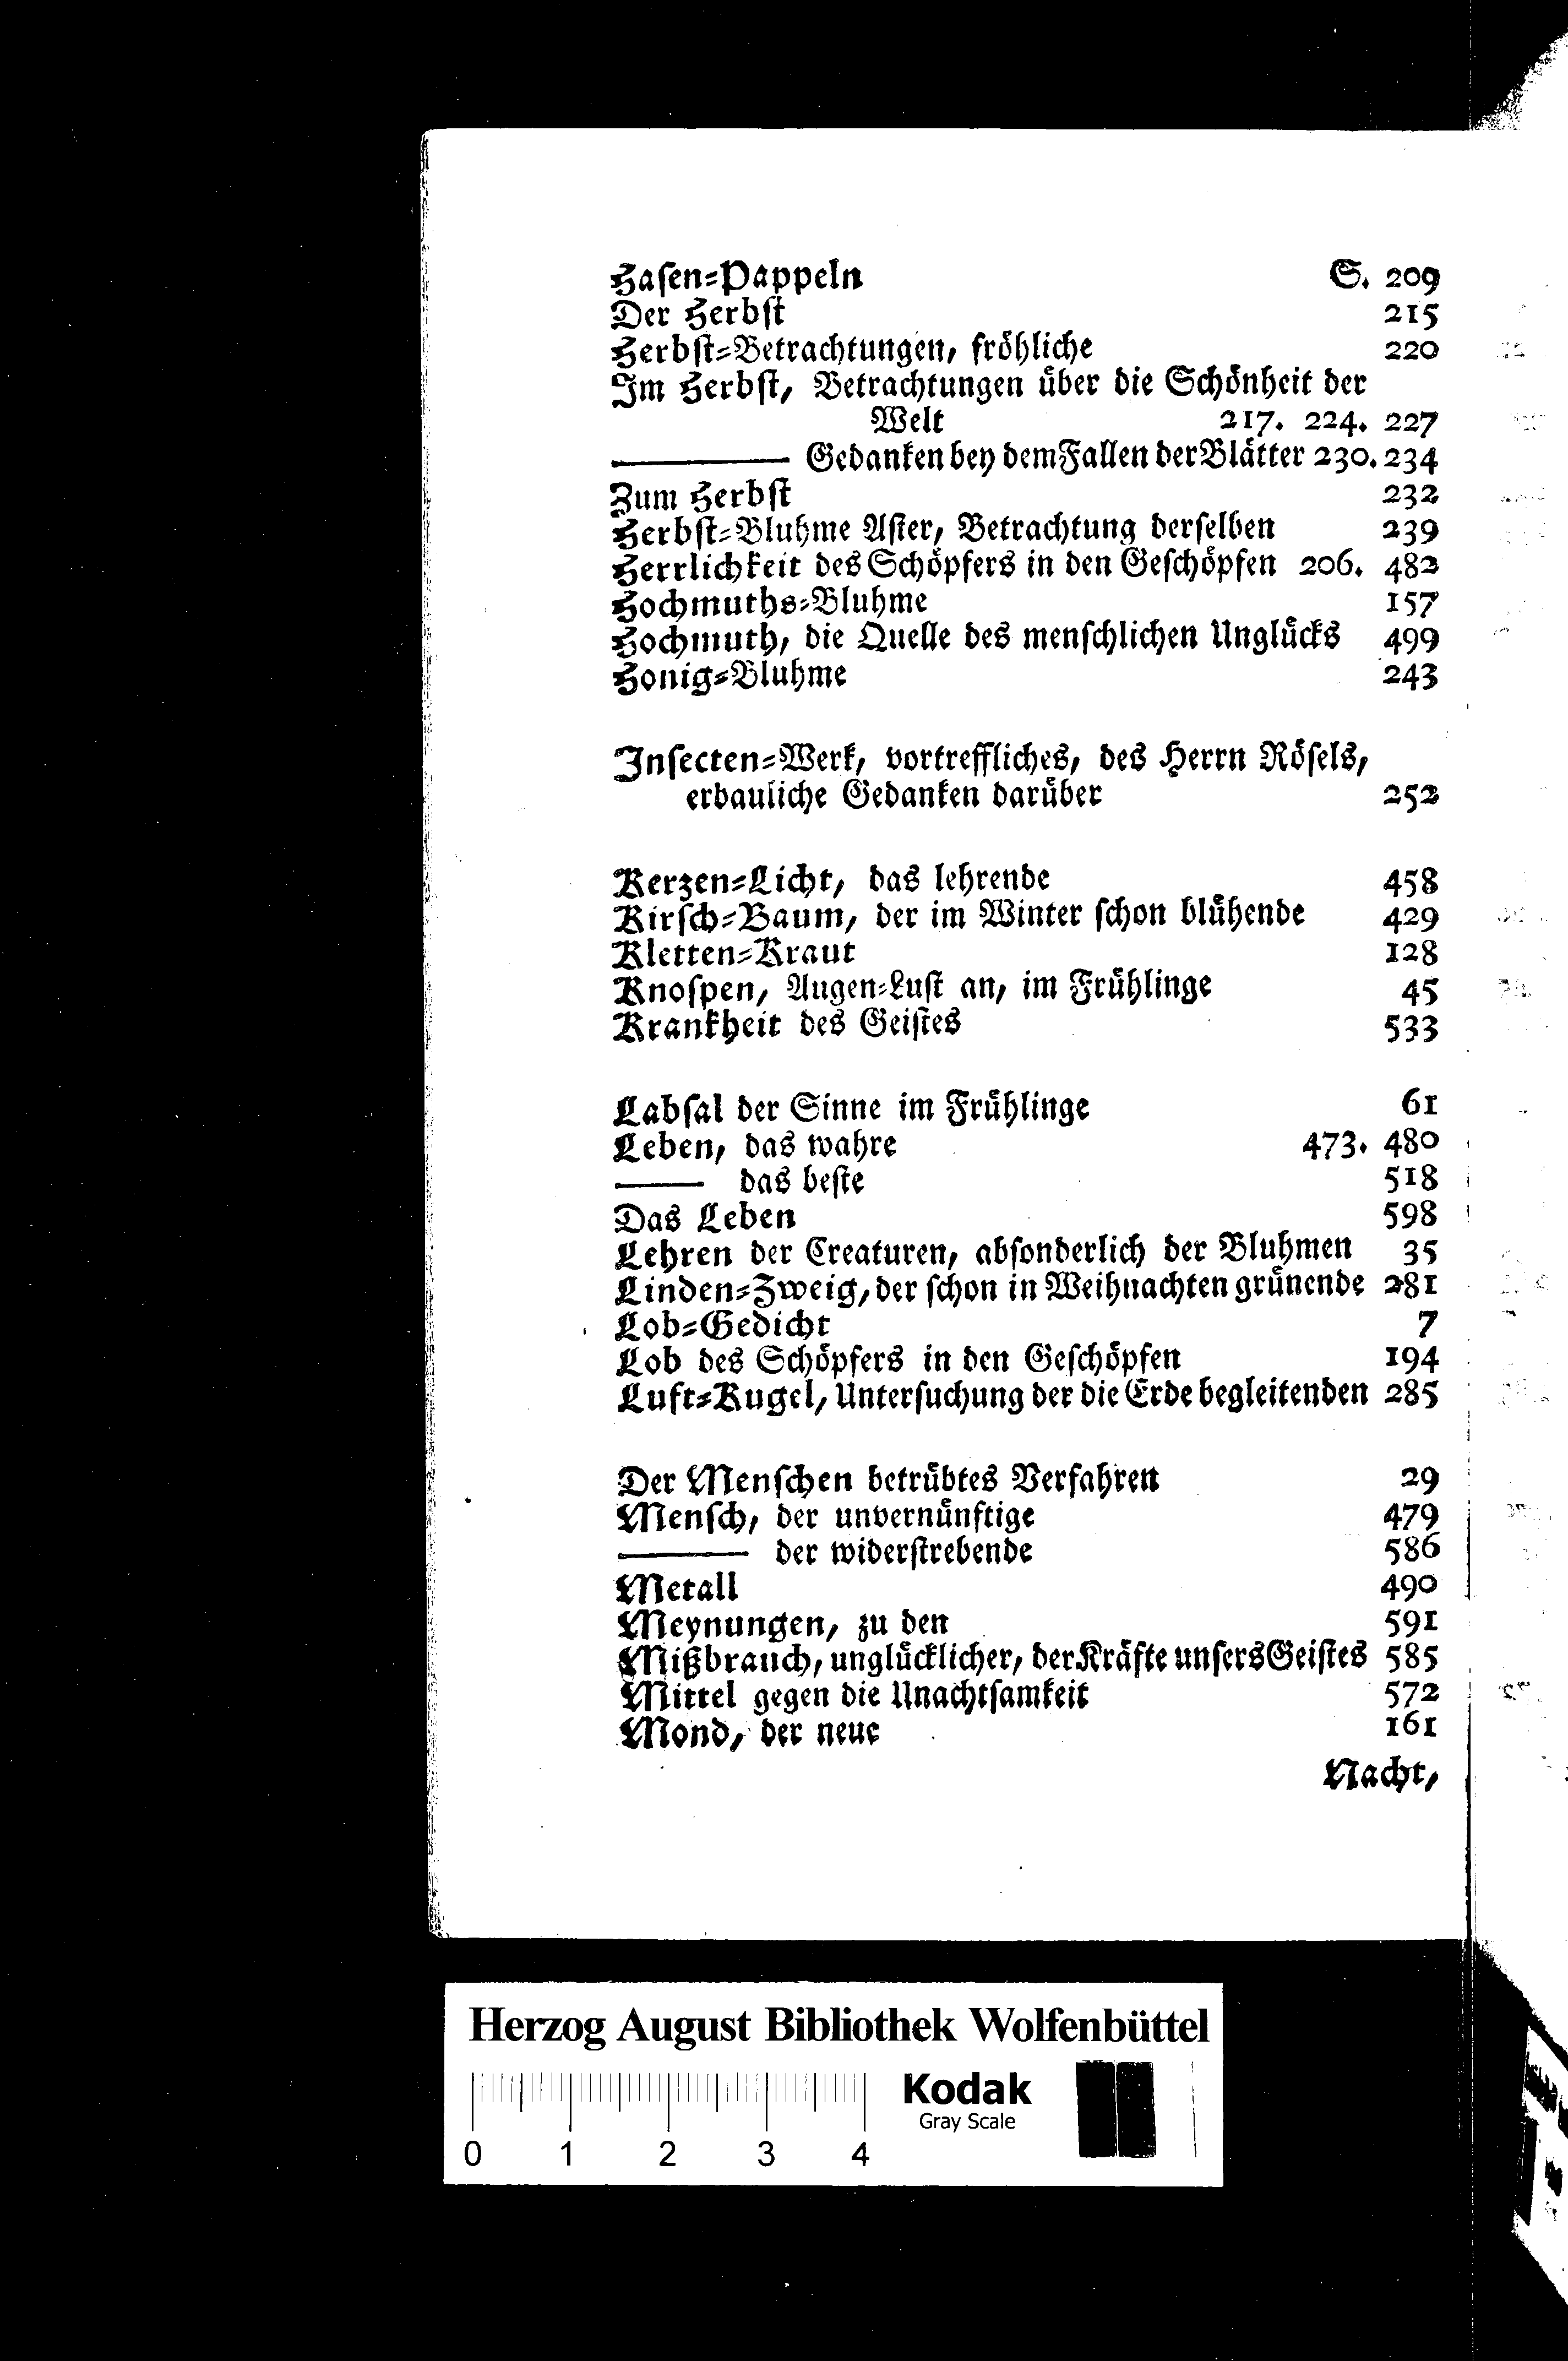 Hasen-Pappeln S. 209
Der Herbst 215
Herbst-Betrachtungen, fröhliche 220
Im Herbst, Betrachtungen über die Schönheit der
Welt 217. 224. 227
——— Gedanken bey dem Fallen der Blätter 230. 234
Zum Herbst 232
Herbst-Bluhme Aster, Betrachtung derselben 239
Herrlichkeit des Schöpfers in den Geschöpfen 206. 482
Hochmuths-Bluhme 157
Hochmuth, die Quelle des menschlichen Unglücks 499
Honig-Bluhme 243
Insecten-Werk, vortreffliches, des Herrn Rösels,
erbauliche Gedanken darüber 252
Kerzen-Licht, das lehrende 458
Kirsch-Baum, der im Winter schon blühende 429
Kletten-Kraut 128
Knospen, Augen-Lust an, im Frühlinge 45
Krankheit des Geistes 533
Labsal der Sinne im Frühlinge 61
Leben, das wahre 473. 480
—— das beste 518
Das Leben 598
Lehren der Creaturen, absonderlich der Bluhmen 35
Linden-Zweig, der schon in Weihnachten grünende 281
Lob-Gedicht 7
Lob des Schöpfers in den Geschöpfen 194
Luft-Kugel, Untersuchung der die Erde begleitenden 285
Der Menschen betrübtes Verfahren 29
Mensch, der unvernünftige 479
——— der widerstrebende 586
Metall 490
Meynungen, zu den 591
Mißbrauch, unglücklicher, der Kräfte unsers Geistes 585
Mittel gegen die Unachtsamkeit 572
Mond, der neue 161
Nacht,
Herzog August Bibliothek Wolfenbüttel
Kodak
Gray Scale
0 1 2 3 4